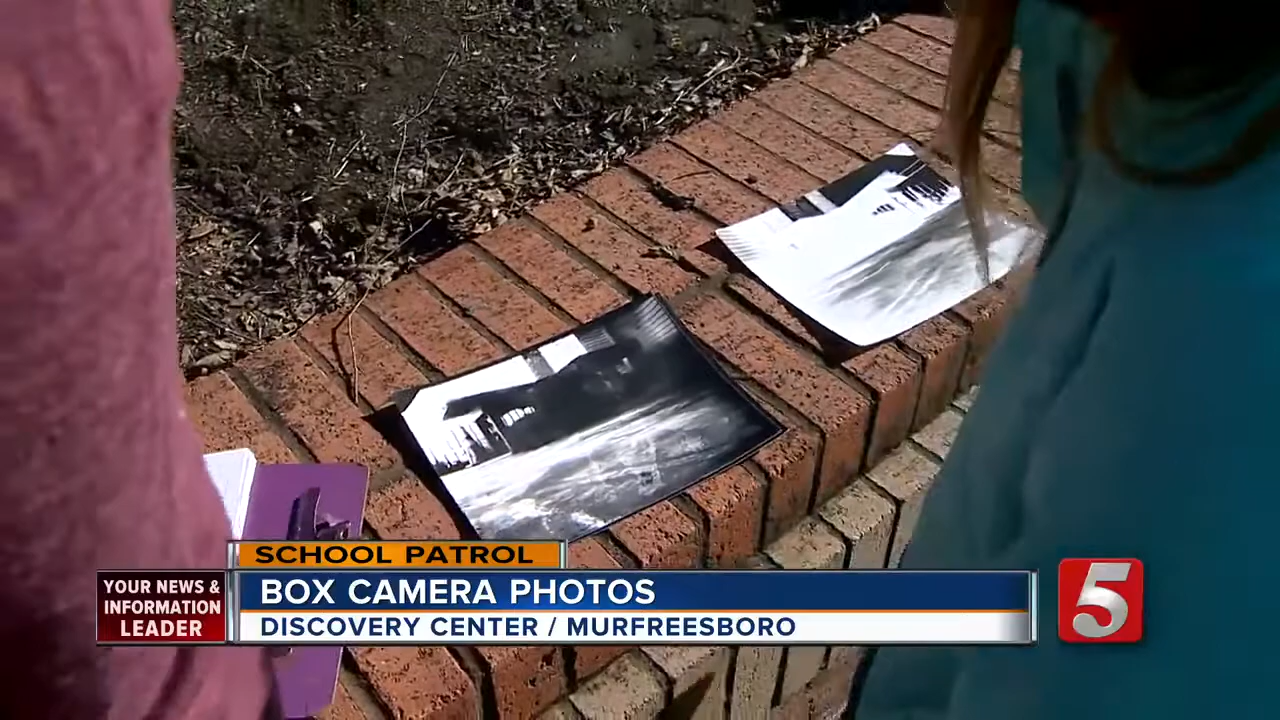 SCHOOL PATROL
YOUR NEWS &
INFORMATION
LEADER
BOX CAMERA PHOTOS
DISCOVERY CENTER / MURFREESBORO
5